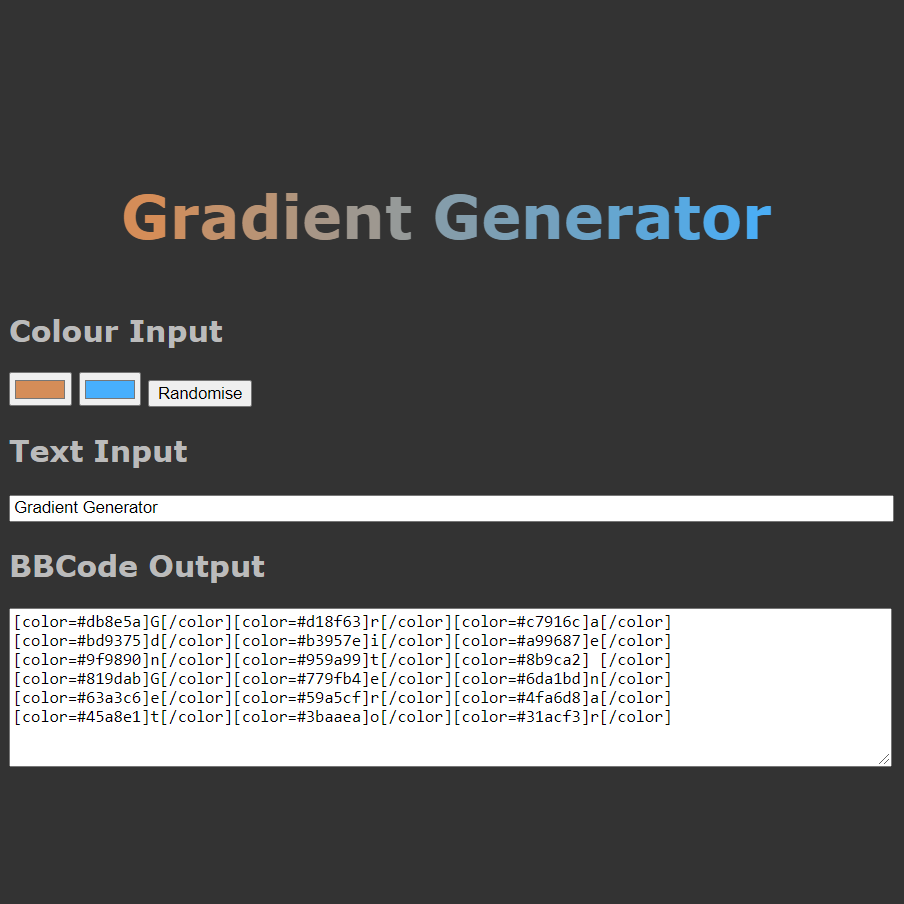 Gradient Generator
Colour Input
Randomise
Text Input
Gradient Generator
BBCode Output
[color=#db8e5a]G[/color][color=#d18f63]r[/color][color=#c7916c]a[/color]
[color=#bd9375]d[/color][color=#b3957e]i[/color][color=#a99687]e[/color]
[color=#9f9890]n[/color][color=#959a99]t[/color][color=#8b9ca2] [/color]
[color=#819dab]G[/color][color=#779fb4]e[/color][color=#6da1bd]n[/color]
[color=#63a3c6]e[/color][color=#59a5cf]r[/color][color=#4fa6d8]a[/color]
[color=#45a8e1]t[/color][color=#3baaea]o[/color][color=#31acf3]r[/color]